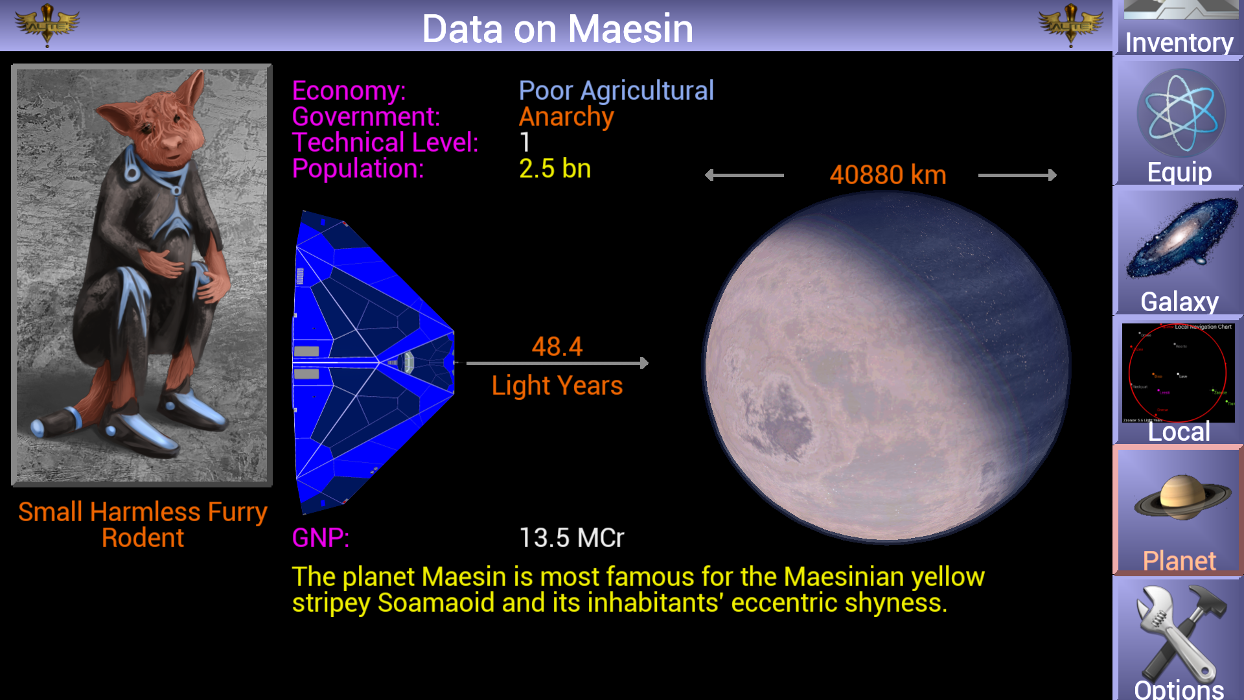 Data on Maesin
ALITE
ALITE
Economy: Poor Agricultural
Government: Anarchy
Technical Level: 1
Population: 2.5 bn
40880 km
48.4
Light Years
Small Harmless Furry
Rodent
GNP: 13.5 MCr
The planet Maesin is most famous for the Maesinian yellow
stripey Soamaoid and its inhabitants' eccentric shyness.
Inventory
Equip
Galaxy
Local Navigation Chart
Local
Planet
Options